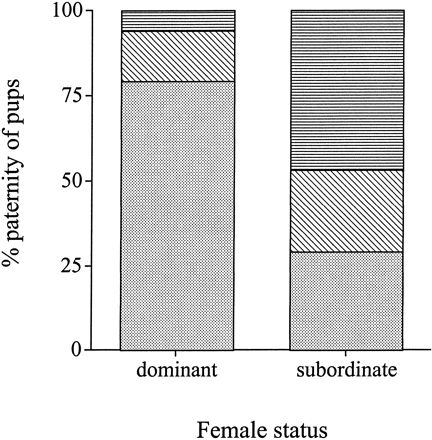 100
75
50
25
0
% paternity of pups
dominant subordinate
Female status